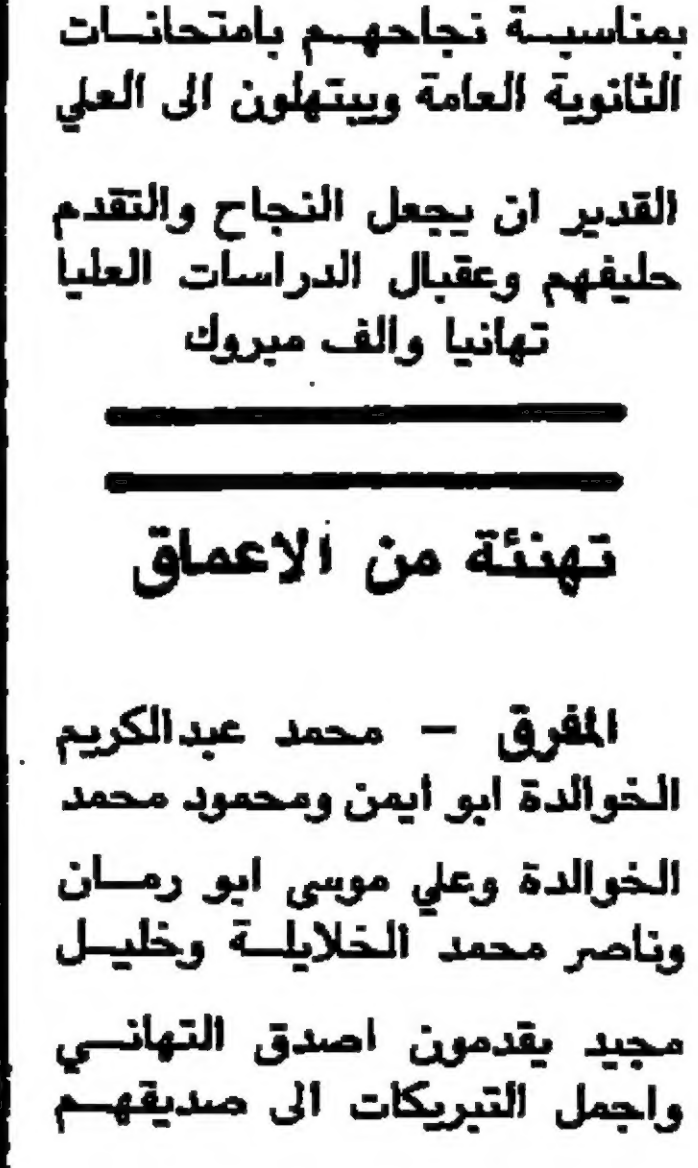 بمناسبة نجاحهم بامتحانات
الثانوية العامة ويبتهلون الى العلي
القدير ان يجعل النجاح والتقدم
حليفهم وعقبال الدراسات العليا
تهانيا والف مبروك
تهنئة من الاعماق
المفرق – محمد عبدالكريم
الخوالدة ابو ايمن ومحمود محمد
الخوالدة وعلي موسى ابو رمان
وناصر محمد الخلايلة وخليل
مجيد يقدمون اصدق التهاني
واجمل التبريكات الى صديقهم